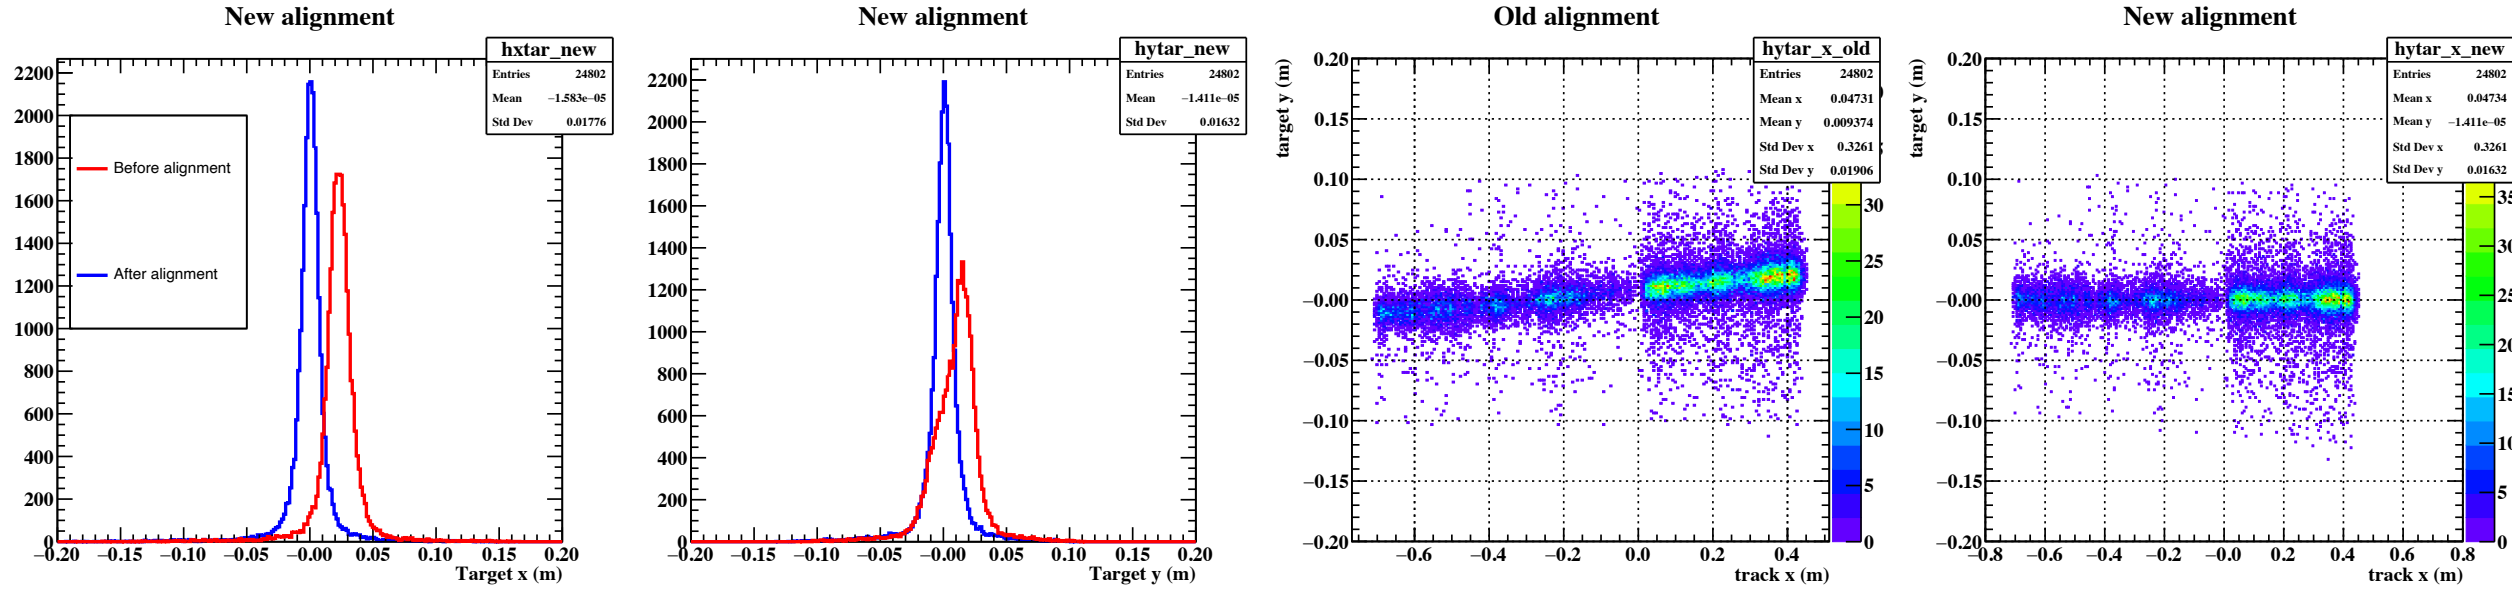 New alignment
hxtar_new
Entries 24802
Mean −1.583e−05
Std Dev 0.01776
2200
2000
1800
1600
1400
1200
1000
800
600
400
200
0
Before alignment
After alignment
−0.20 −0.15 −0.10 −0.05 0.00 0.05 0.10 0.15 0.20
Target x (m)
New alignment
hytar_new
Entries 24802
Mean −1.411e−05
Std Dev 0.01632
2200
2000
1800
1600
1400
1200
1000
800
600
400
200
0
−0.20 −0.15 −0.10 −0.05 0.00 0.05 0.10 0.15 0.20
Target y (m)
Old alignment
hytar_x_old
Entries 24802
Mean x 0.04731
Mean y 0.009374
Std Dev x 0.3261
Std Dev y 0.01906
target y (m)
0.20
0.15
0.10
0.05
−0.00
−0.05
−0.10
−0.15
−0.20
−0.6 −0.4 −0.2 0.0 0.2 0.4
track x (m)
30
25
20
15
10
5
0
New alignment
hytar_x_new
Entries 24802
Mean x 0.04734
Mean y −1.411e−05
Std Dev x 0.3261
Std Dev y 0.01632
target y (m)
0.20
0.15
0.10
0.05
−0.00
−0.05
−0.10
−0.15
−0.20
−0.8 −0.6 −0.4 −0.2 −0.0 0.2 0.4 0.6 0.8
track x (m)
35
30
25
20
15
10
5
0